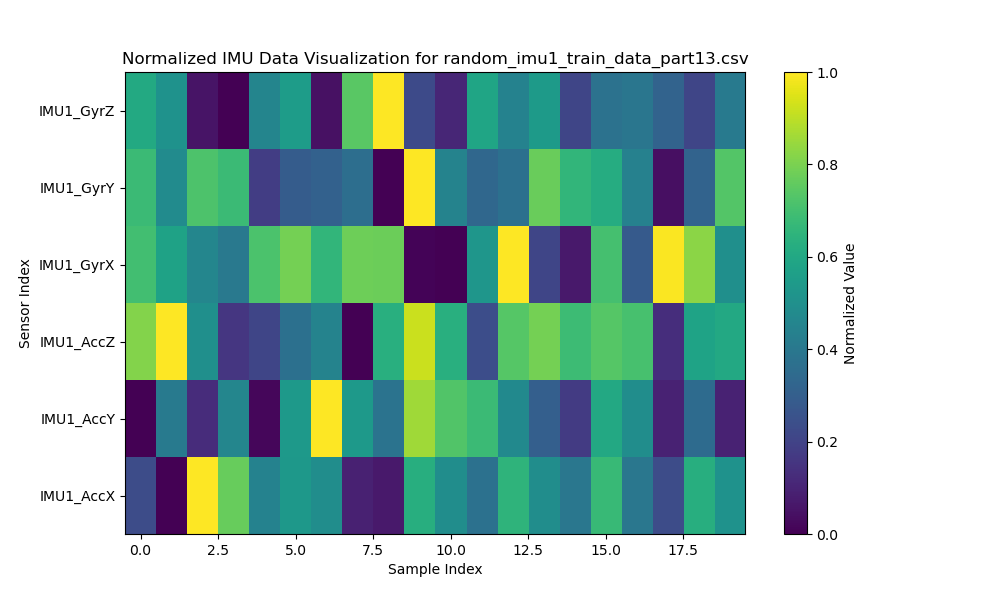 Normalized IMU Data Visualization for random_imu1_train_data_part13.csv
IMU1_GyrZ
IMU1_GyrY
IMU1_GyrX
IMU1_AccZ
IMU1_AccY
IMU1_AccX
Sensor Index
0.0 2.5 5.0 7.5 10.0 12.5 15.0 17.5
Sample Index
1.0
0.8
0.6
0.4
0.2
0.0
Normalized Value